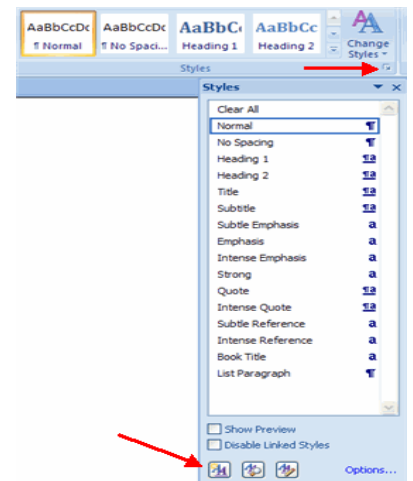 AaBbCcDc AaBbCcDc AaBbC AaBbCc
¶ Normal ¶ No Spaci... Heading 1 Heading 2 Change Styles
Styles
Styles
Clear All
Normal ¶
No Spacing ¶
Heading 1 ¶a
Heading 2 ¶a
Title ¶a
Subtitle ¶a
Subtle Emphasis a
Emphasis a
Intense Emphasis a
Strong a
Quote ¶a
Intense Quote ¶a
Subtle Reference a
Intense Reference a
Book Title a
List Paragraph ¶
Show Preview
Disable Linked Styles
Options...